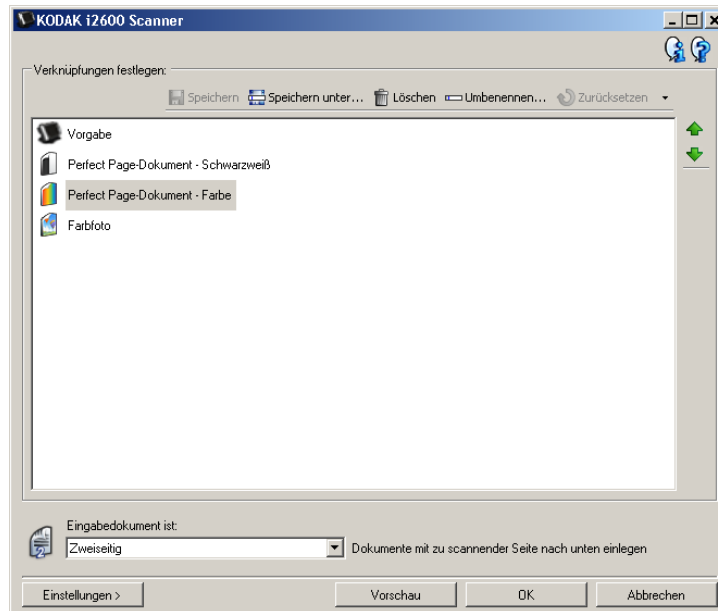 KODAK i2600 Scanner
Verknüpfungen festlegen:
Speichern Speichern unter... Löschen Umbenennen... Zurücksetzen
Vorgabe
Perfect Page-Dokument - Schwarzweiß
Perfect Page-Dokument - Farbe
Farbfoto
Eingabedokument ist:
2
Zweiseitig Dokumente mit zu scannender Seite nach unten einlegen
Einstellungen > Vorschau OK Abbrechen